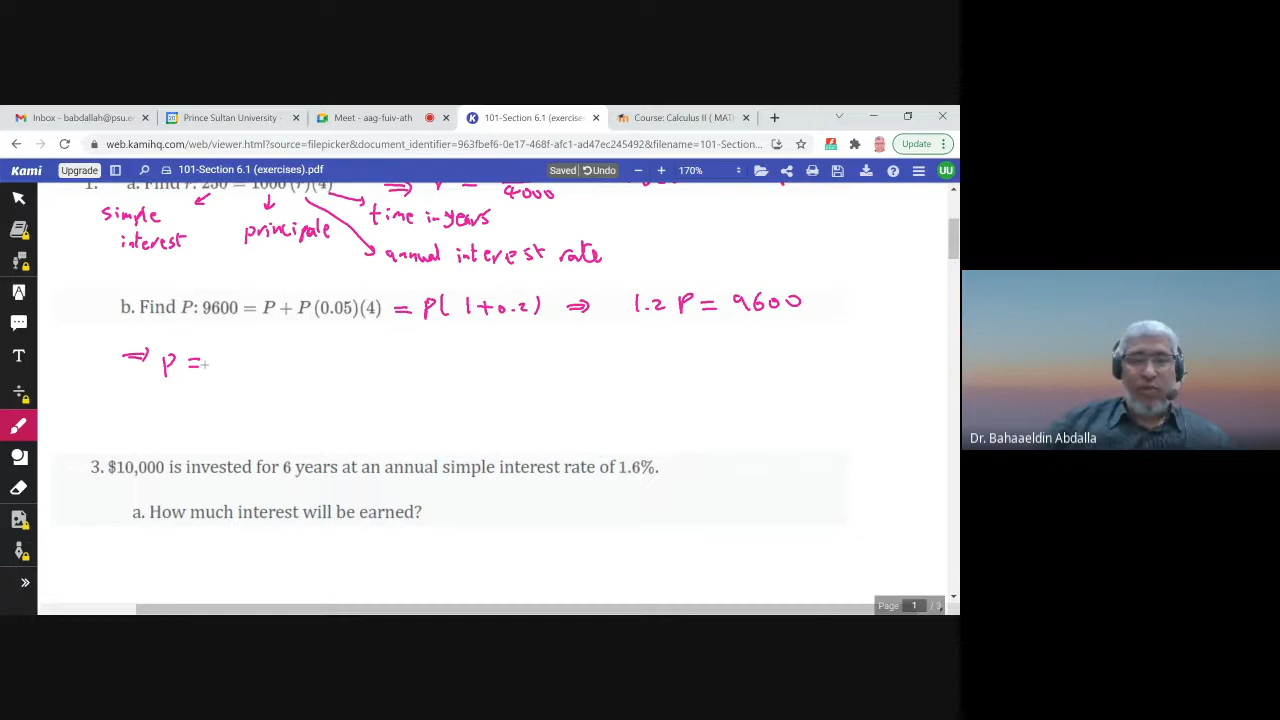 Inbox - babdallah@psu.e
Prince Sultan University -
Meet - aag-fuiv-ath
101-Section 6.1 (exercises
Course: Calculus II ( MAT
web.kamihq.com/web/viewer.html?source=filepicker&document_identifier=963fbef6-0e17-468f-afc1-ad47ec245492&filename=101-Section...
Update
Kami
Upgrade
101-Section 6.1 (exercises).pdf
Saved Undo
170%
UU
4000
simple interest
principale
time in years
annual interest rate
b. Find P: 9600 = P + P(0.05)(4) = P( 1+0.2) ⇒ 1.2 P = 9600
⇒ P =
3. $10,000 is invested for 6 years at an annual simple interest rate of 1.6%.
a. How much interest will be earned?
Page 1
Dr. Bahaaeldin Abdalla